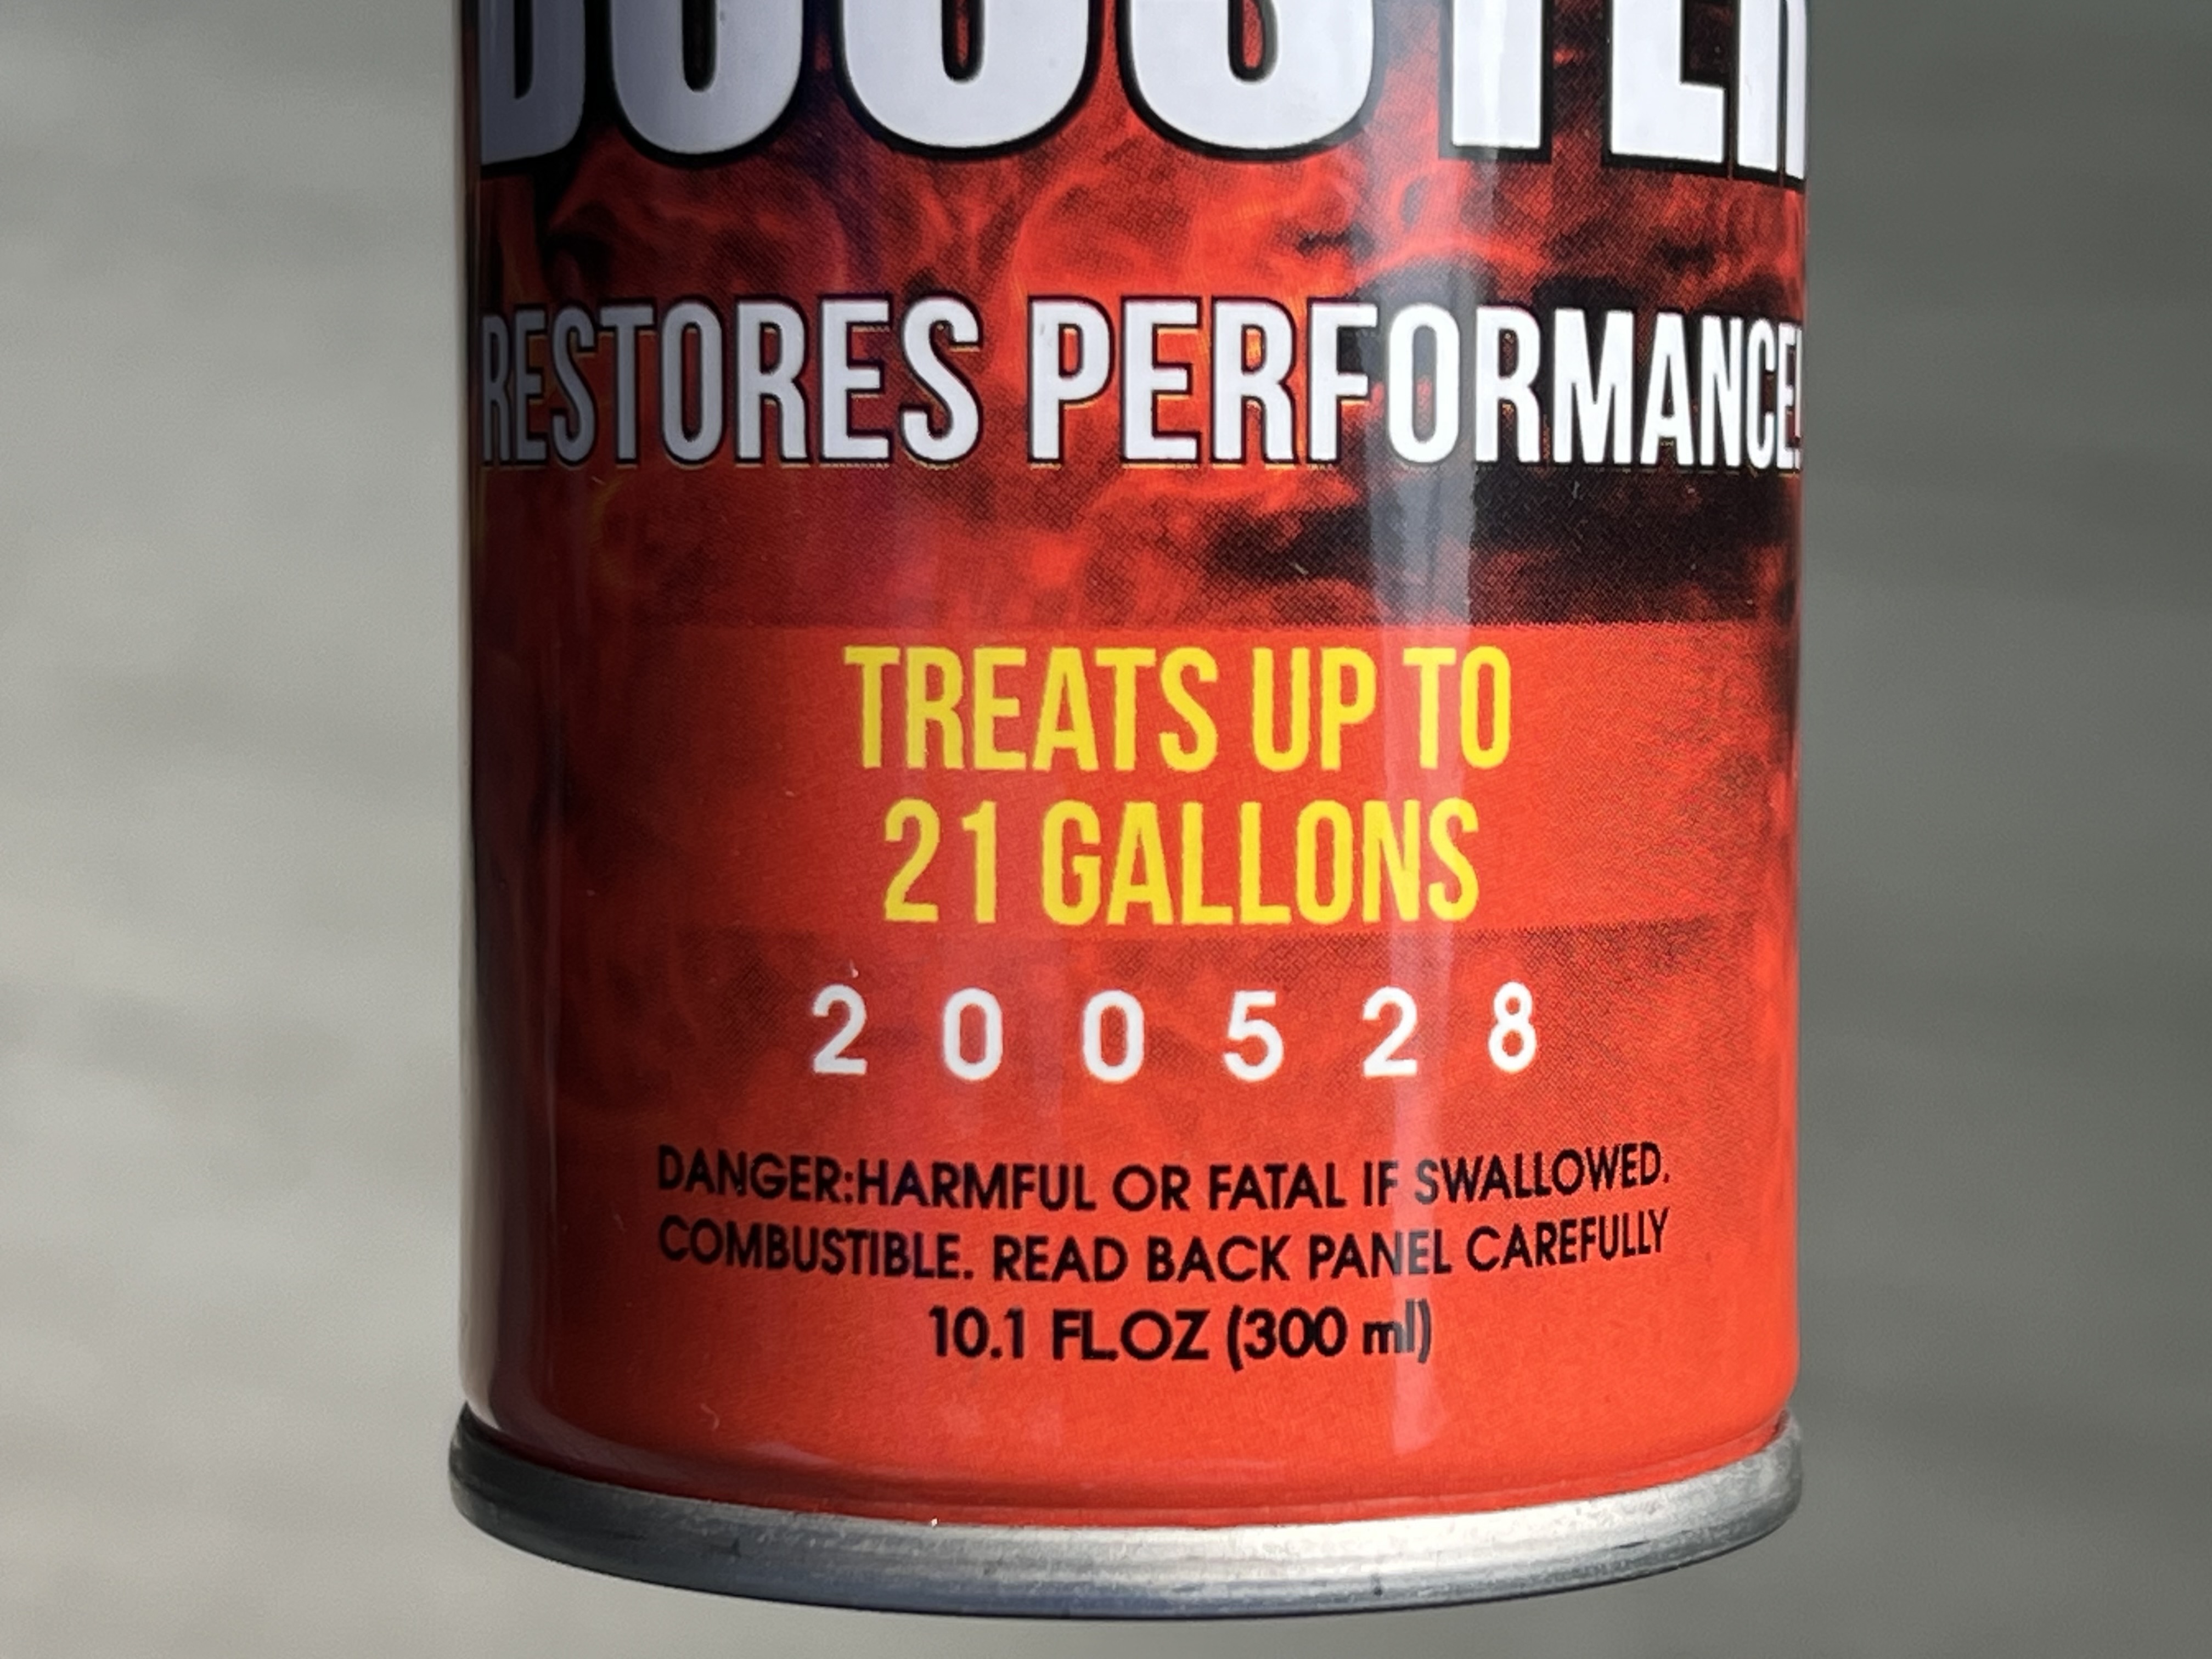 BOOSTER
RESTORES PERFORMANCE!
TREATS UP TO
21 GALLONS
200528
DANGER:HARMFUL OR FATAL IF SWALLOWED.
COMBUSTIBLE. READ BACK PANEL CAREFULLY
10.1 FL.OZ (300 ml)